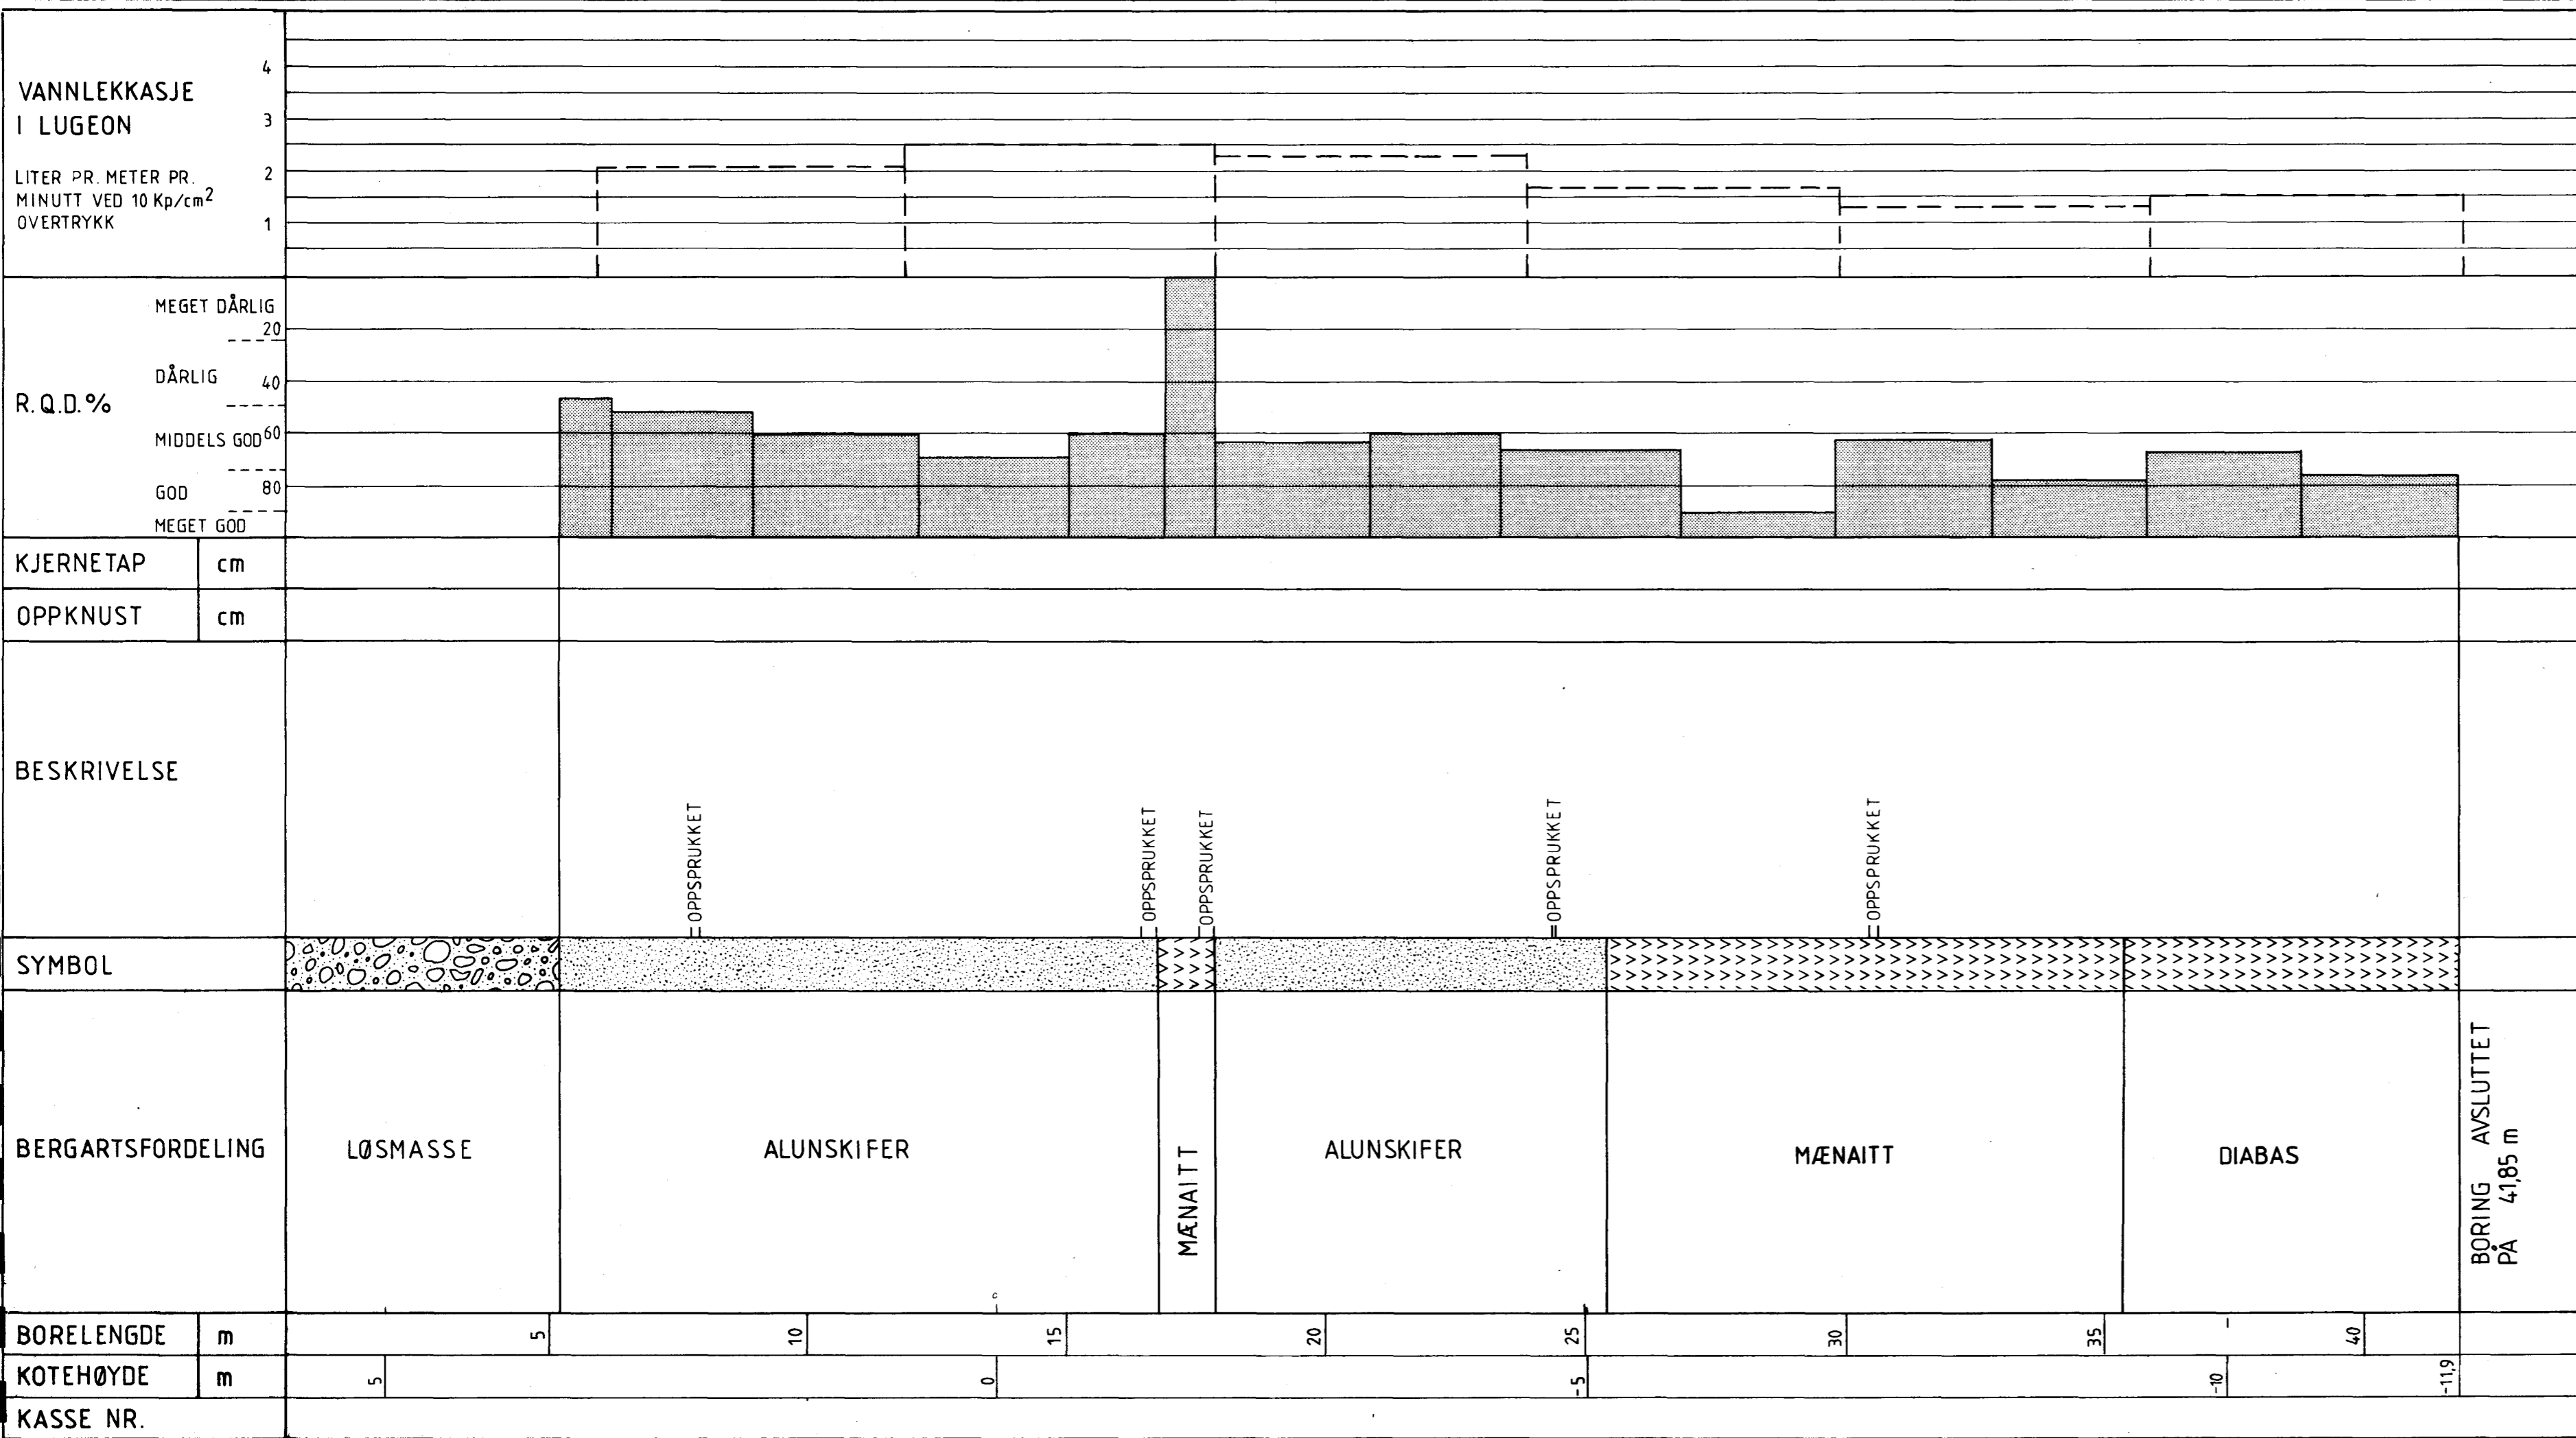 VANNLEKKASJE
I LUGEON
LITER PR. METER PR.
MINUTT VED 10 Kp/cm²
OVERTRYKK
4
3
2
1
R.Q.D.%
MEGET DÅRLIG
20
DÅRLIG
40
MIDDELS GOD 60
GOD 80
MEGET GOD
KJERNETAP cm
OPPKNUST cm
BESKRIVELSE
OPPSPRUKKET
OPPSPRUKKET
OPPSPRUKKET
OPPSPRUKKET
OPPSPRUKKET
SYMBOL
BERGARTSFORDELING
LØSMASSE
ALUNSKIFER
MÆNAITT
ALUNSKIFER
MÆNAITT
DIABAS
BORING AVSLUTTET
PÅ 41,85 m
BORELENGDE m
5 10 15 20 25 30 35 40
KOTEHØYDE m
5 0 -5 -10 -11,9
KASSE NR.